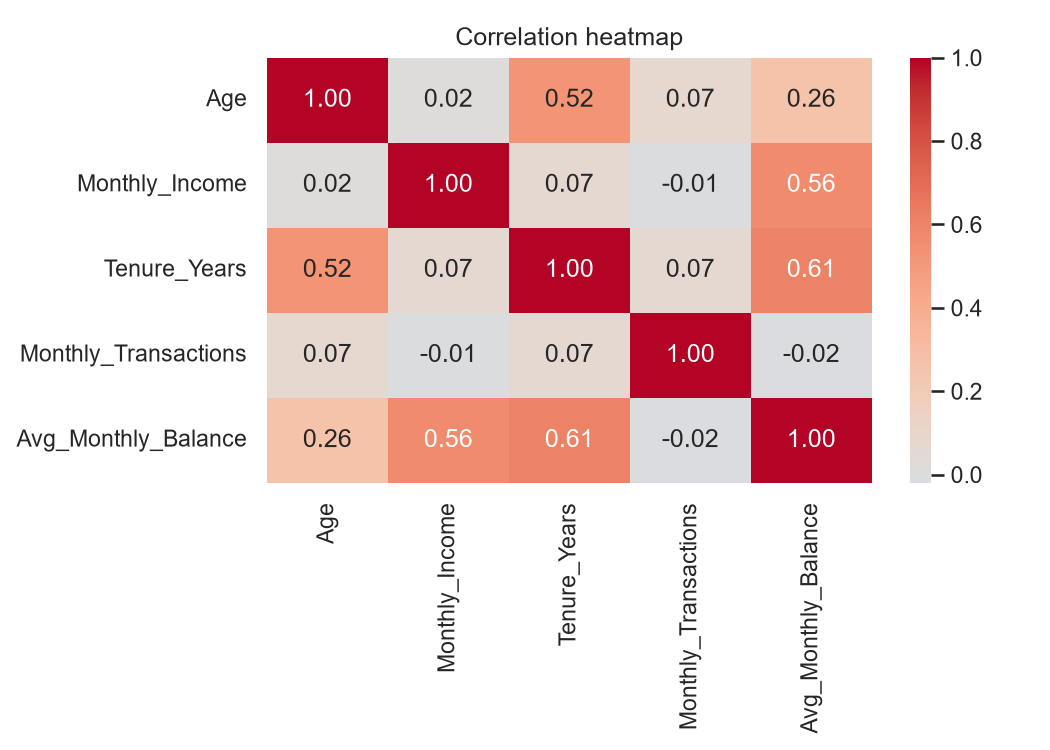 Correlation heatmap
Age 1.00 0.02 0.52 0.07 0.26
Monthly_Income 0.02 1.00 0.07 -0.01 0.56
Tenure_Years 0.52 0.07 1.00 0.07 0.61
Monthly_Transactions 0.07 -0.01 0.07 1.00 -0.02
Avg_Monthly_Balance 0.26 0.56 0.61 -0.02 1.00
Age
Monthly_Income
Tenure_Years
Monthly_Transactions
Avg_Monthly_Balance
1.0
0.8
0.6
0.4
0.2
0.0